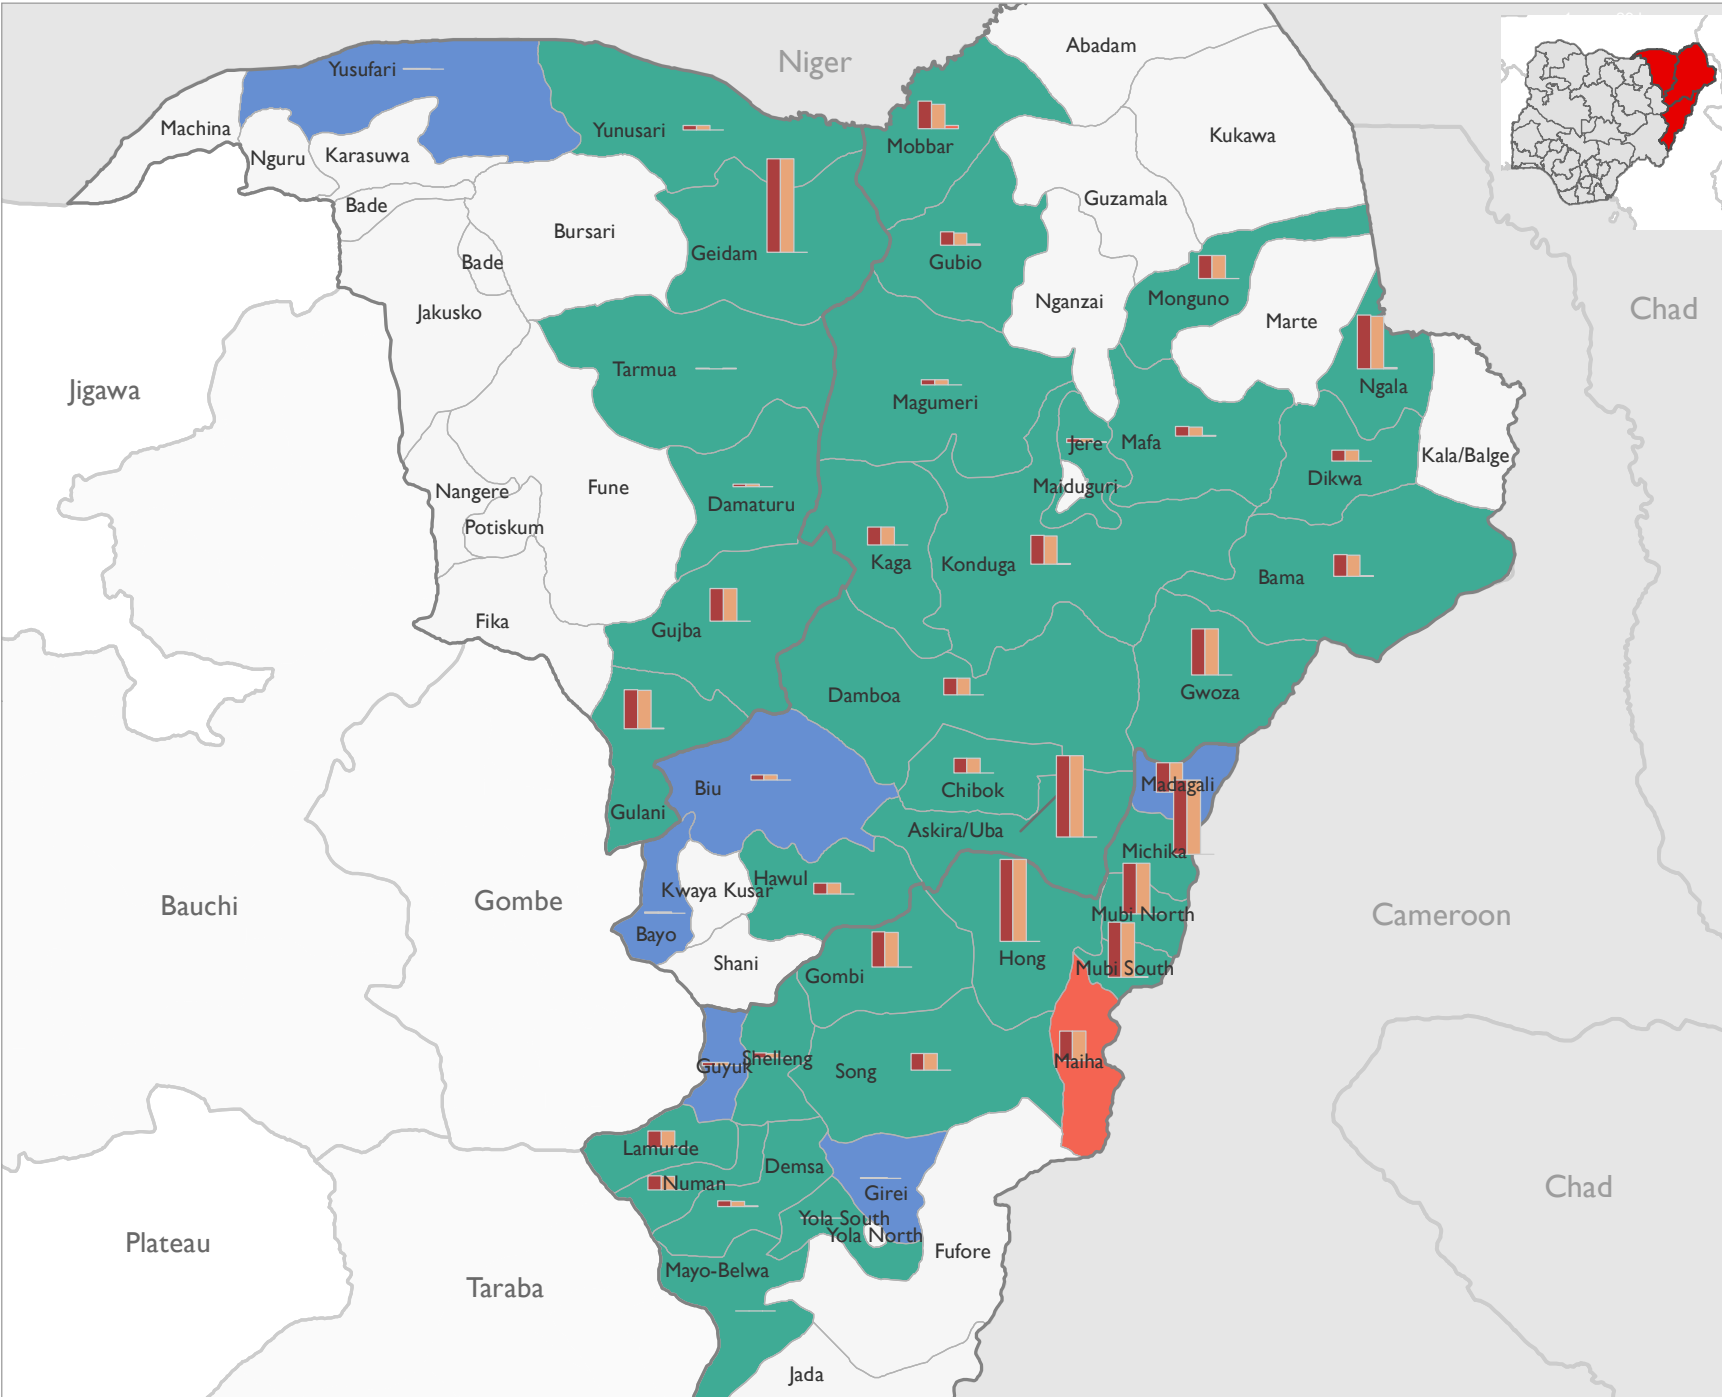 Abadam
Niger
Yusufari
Machina
Yunusari
Kukawa
Mobbar
Nguru
Karasuwa
Guzamala
Bade
Bursari
Geidam
Gubio
Bade
Nganzai
Monguno
Chad
Jakusko
Marte
Tarmua
Jigawa
Ngala
Magumeri
Jere
Mafa
Kala/Balge
Dikwa
Nangere
Fune
Maiduguri
Damaturu
Potiskum
Kaga
Konduga
Bama
Fika
Gujba
Gwoza
Damboa
Madagali
Biu
Chibok
Gulani
Askira/Uba
Michika
Hawul
Kwaya Kusar
Gombe
Bauchi
Mubi North
Cameroon
Bayo
Hong
Shani
Mubi South
Gombi
Shelleng
Maiha
Guyuk
Song
Lamurde
Demsa
Numan
Girei
Chad
Yola South
Yola North
Plateau
Fufore
Mayo-Belwa
Taraba
Jada